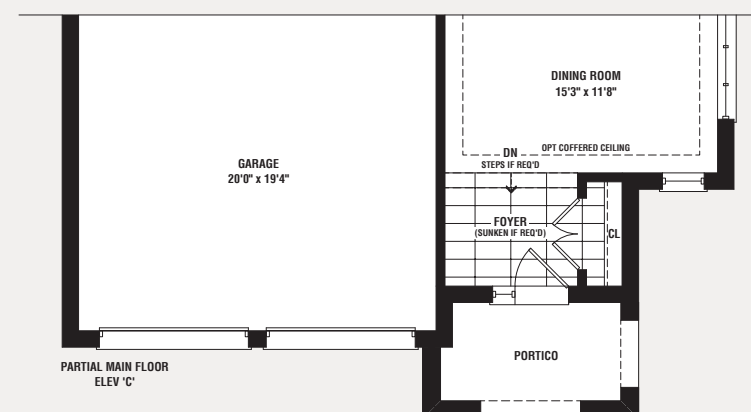 DINING ROOM
15'3" x 11'8"
OPT COFFERED CEILING
DN
STEPS IF REQ'D
GARAGE
20'0" x 19'4"
FOYER
(SUNKEN IF REQ'D)
CL
PORTICO
PARTIAL MAIN FLOOR
ELEV 'C'